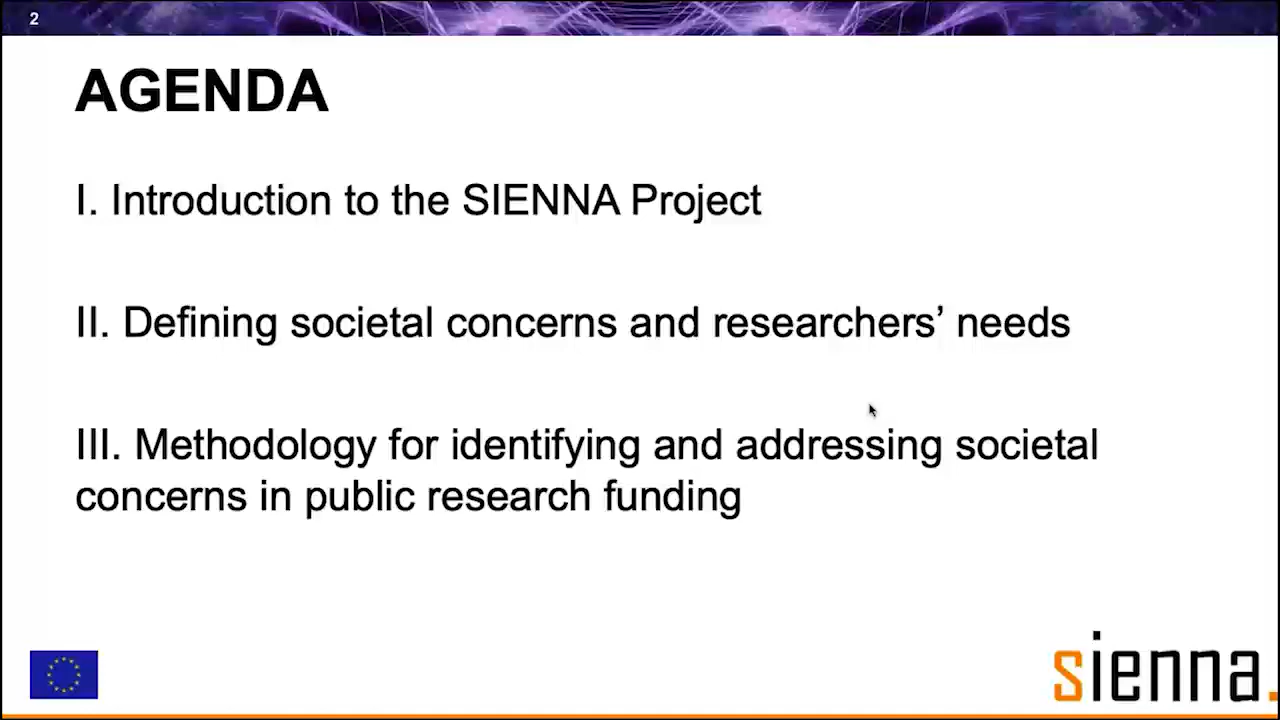 2
AGENDA
I. Introduction to the SIENNA Project
II. Defining societal concerns and researchers’ needs
III. Methodology for identifying and addressing societal
concerns in public research funding
sienna.